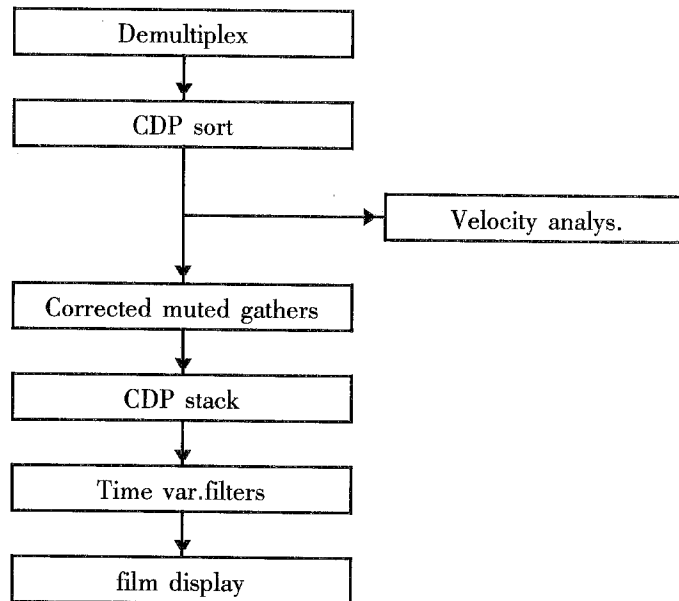 Demultiplex
CDP sort
Velocity analys.
Corrected muted gathers
CDP stack
Time var.filters
film display